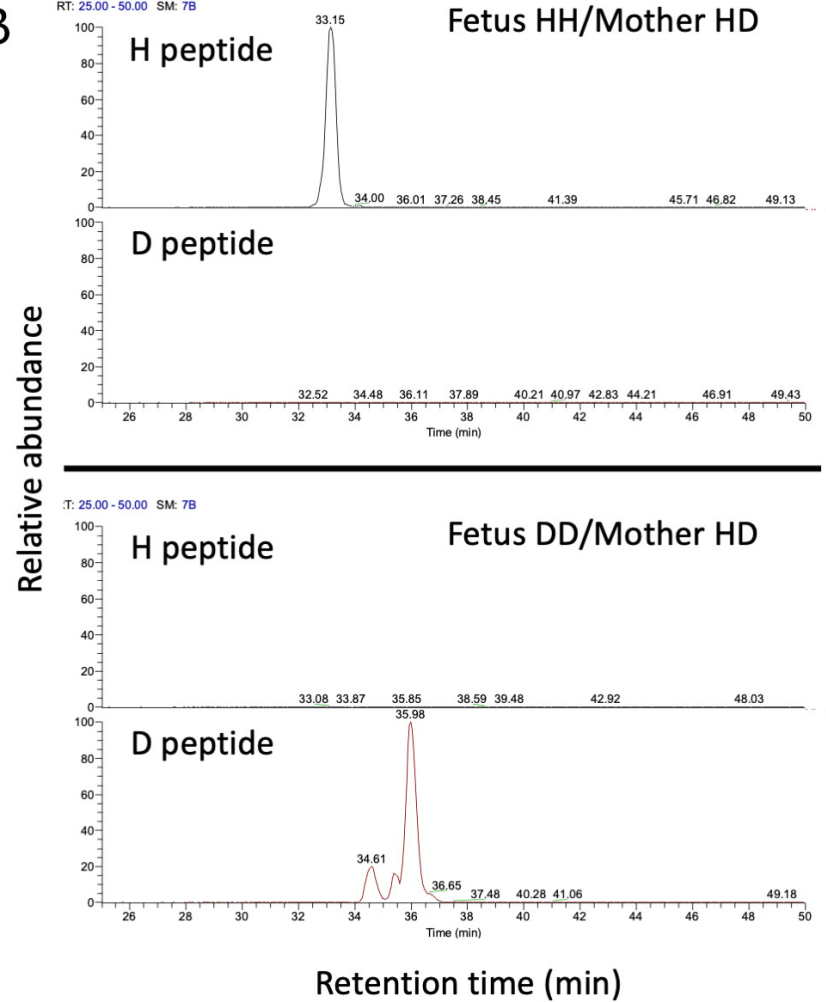 B
RT: 25.00 - 50.00 SM: 7B
Fetus HH/Mother HD
H peptide
33.15
100
80
60
40
20
0
34.00 36.01 37.26 38.45 41.39 45.71 46.82 49.13
D peptide
100
80
60
40
20
0
32.52 34.48 36.11 37.89 40.21 40.97 42.83 44.21 46.91 49.43
26 28 30 32 34 36 38 40 42 44 46 48 50
Time (min)
Relative abundance
:T: 25.00 - 50.00 SM: 7B
Fetus DD/Mother HD
H peptide
100
80
60
40
20
0
33.08 33.87 35.85 38.59 39.48 42.92 48.03
D peptide
35.98
100
80
60
40
20
0
34.61
36.65
37.48 40.28 41.06 49.18
26 28 30 32 34 36 38 40 42 44 46 48 50
Time (min)
Retention time (min)